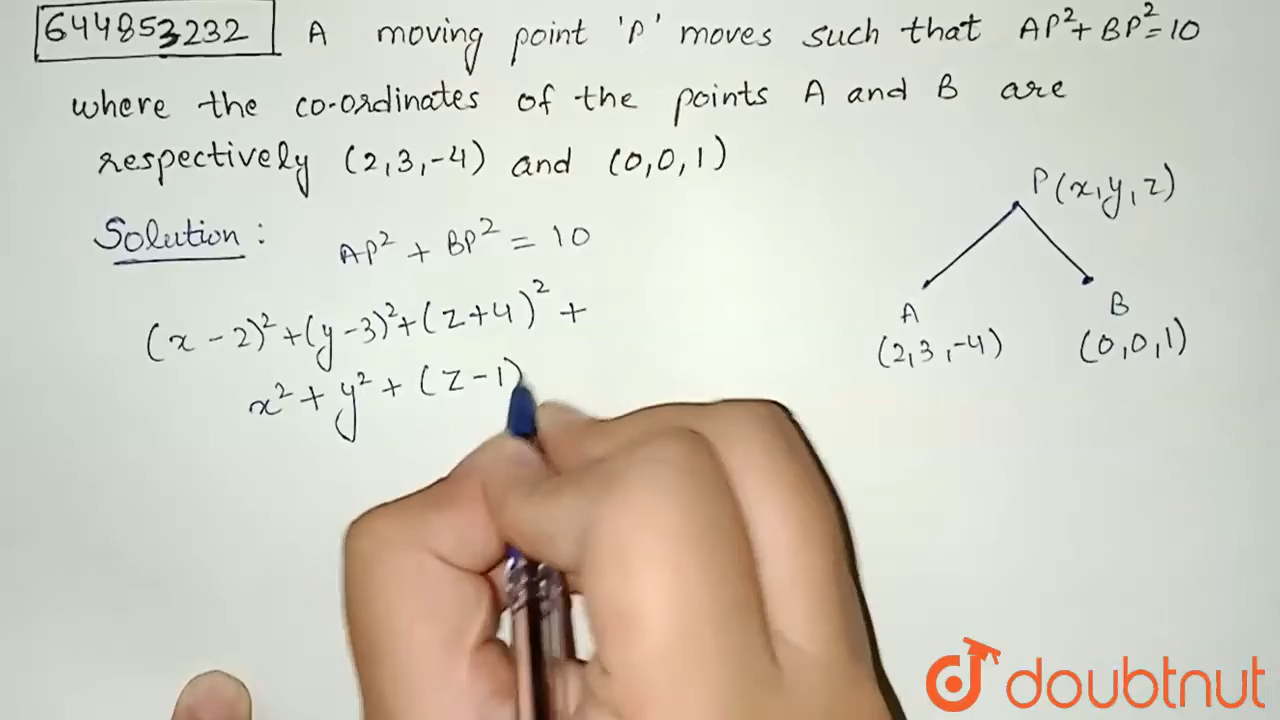 644853232 A moving point 'P' moves such that AP²+BP²=10
where the co-ordinates of the points A and B are
respectively (2,3,-4) and (0,0,1)
P(x,y,z)
Solution: AP² + BP² = 10
(x-2)²+(y-3)²+(z+4)²+
A B
(2,3,-4) (0,0,1)
x²+y²+(z-1)
doubtnut